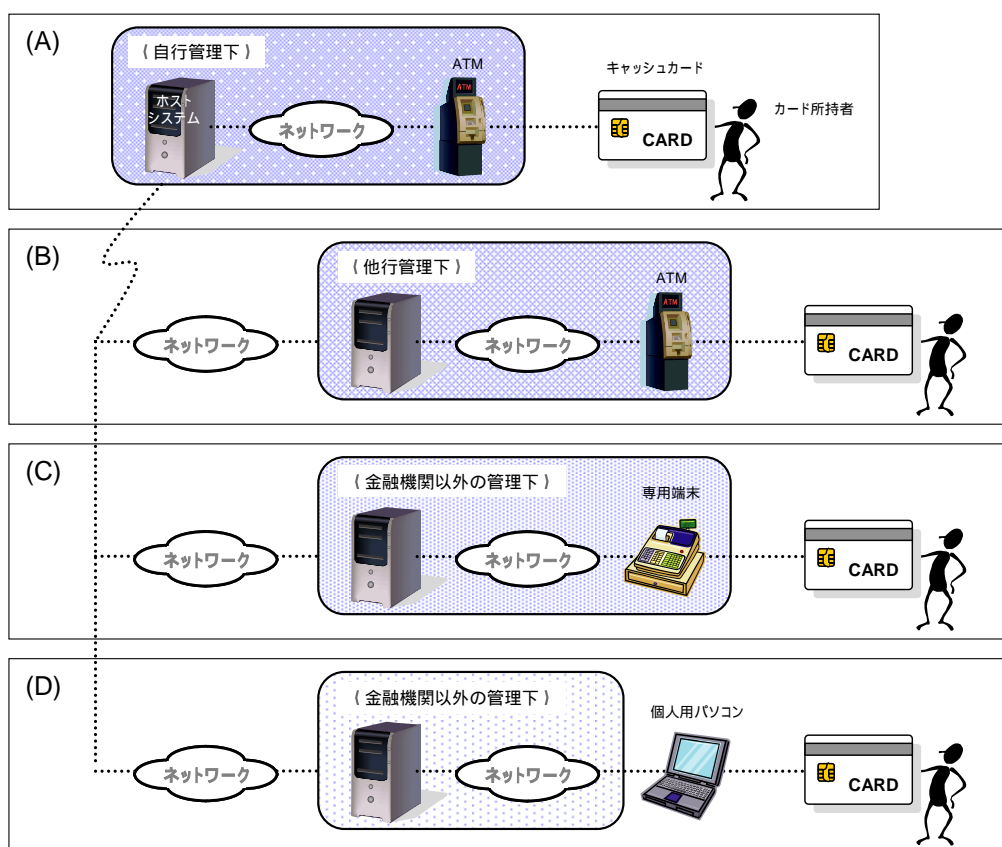 (A)
(自行管理下)
ATM
キャッシュカード
ホスト
システム
ATM
ネットワーク
CARD
カード所持者
(B)
(他行管理下)
ATM
ATM
ネットワーク
ネットワーク
CARD
(C)
(金融機関以外の管理下)
専用端末
ネットワーク
ネットワーク
CARD
(D)
(金融機関以外の管理下)
個人用パソコン
ネットワーク
ネットワーク
CARD